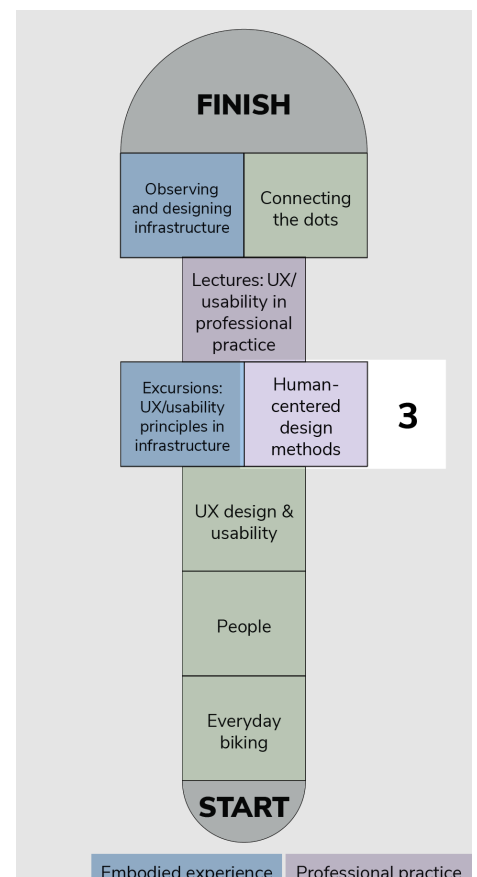 FINISH
Observing
and designing
infrastructure
Connecting
the dots
Lectures: UX/
usability in
professional
practice
Excursions:
UX/usability
principles in
infrastructure
Human-
centered
design
methods
3
UX design &
usability
People
Everyday
biking
START
Embodied experience
Professional practice